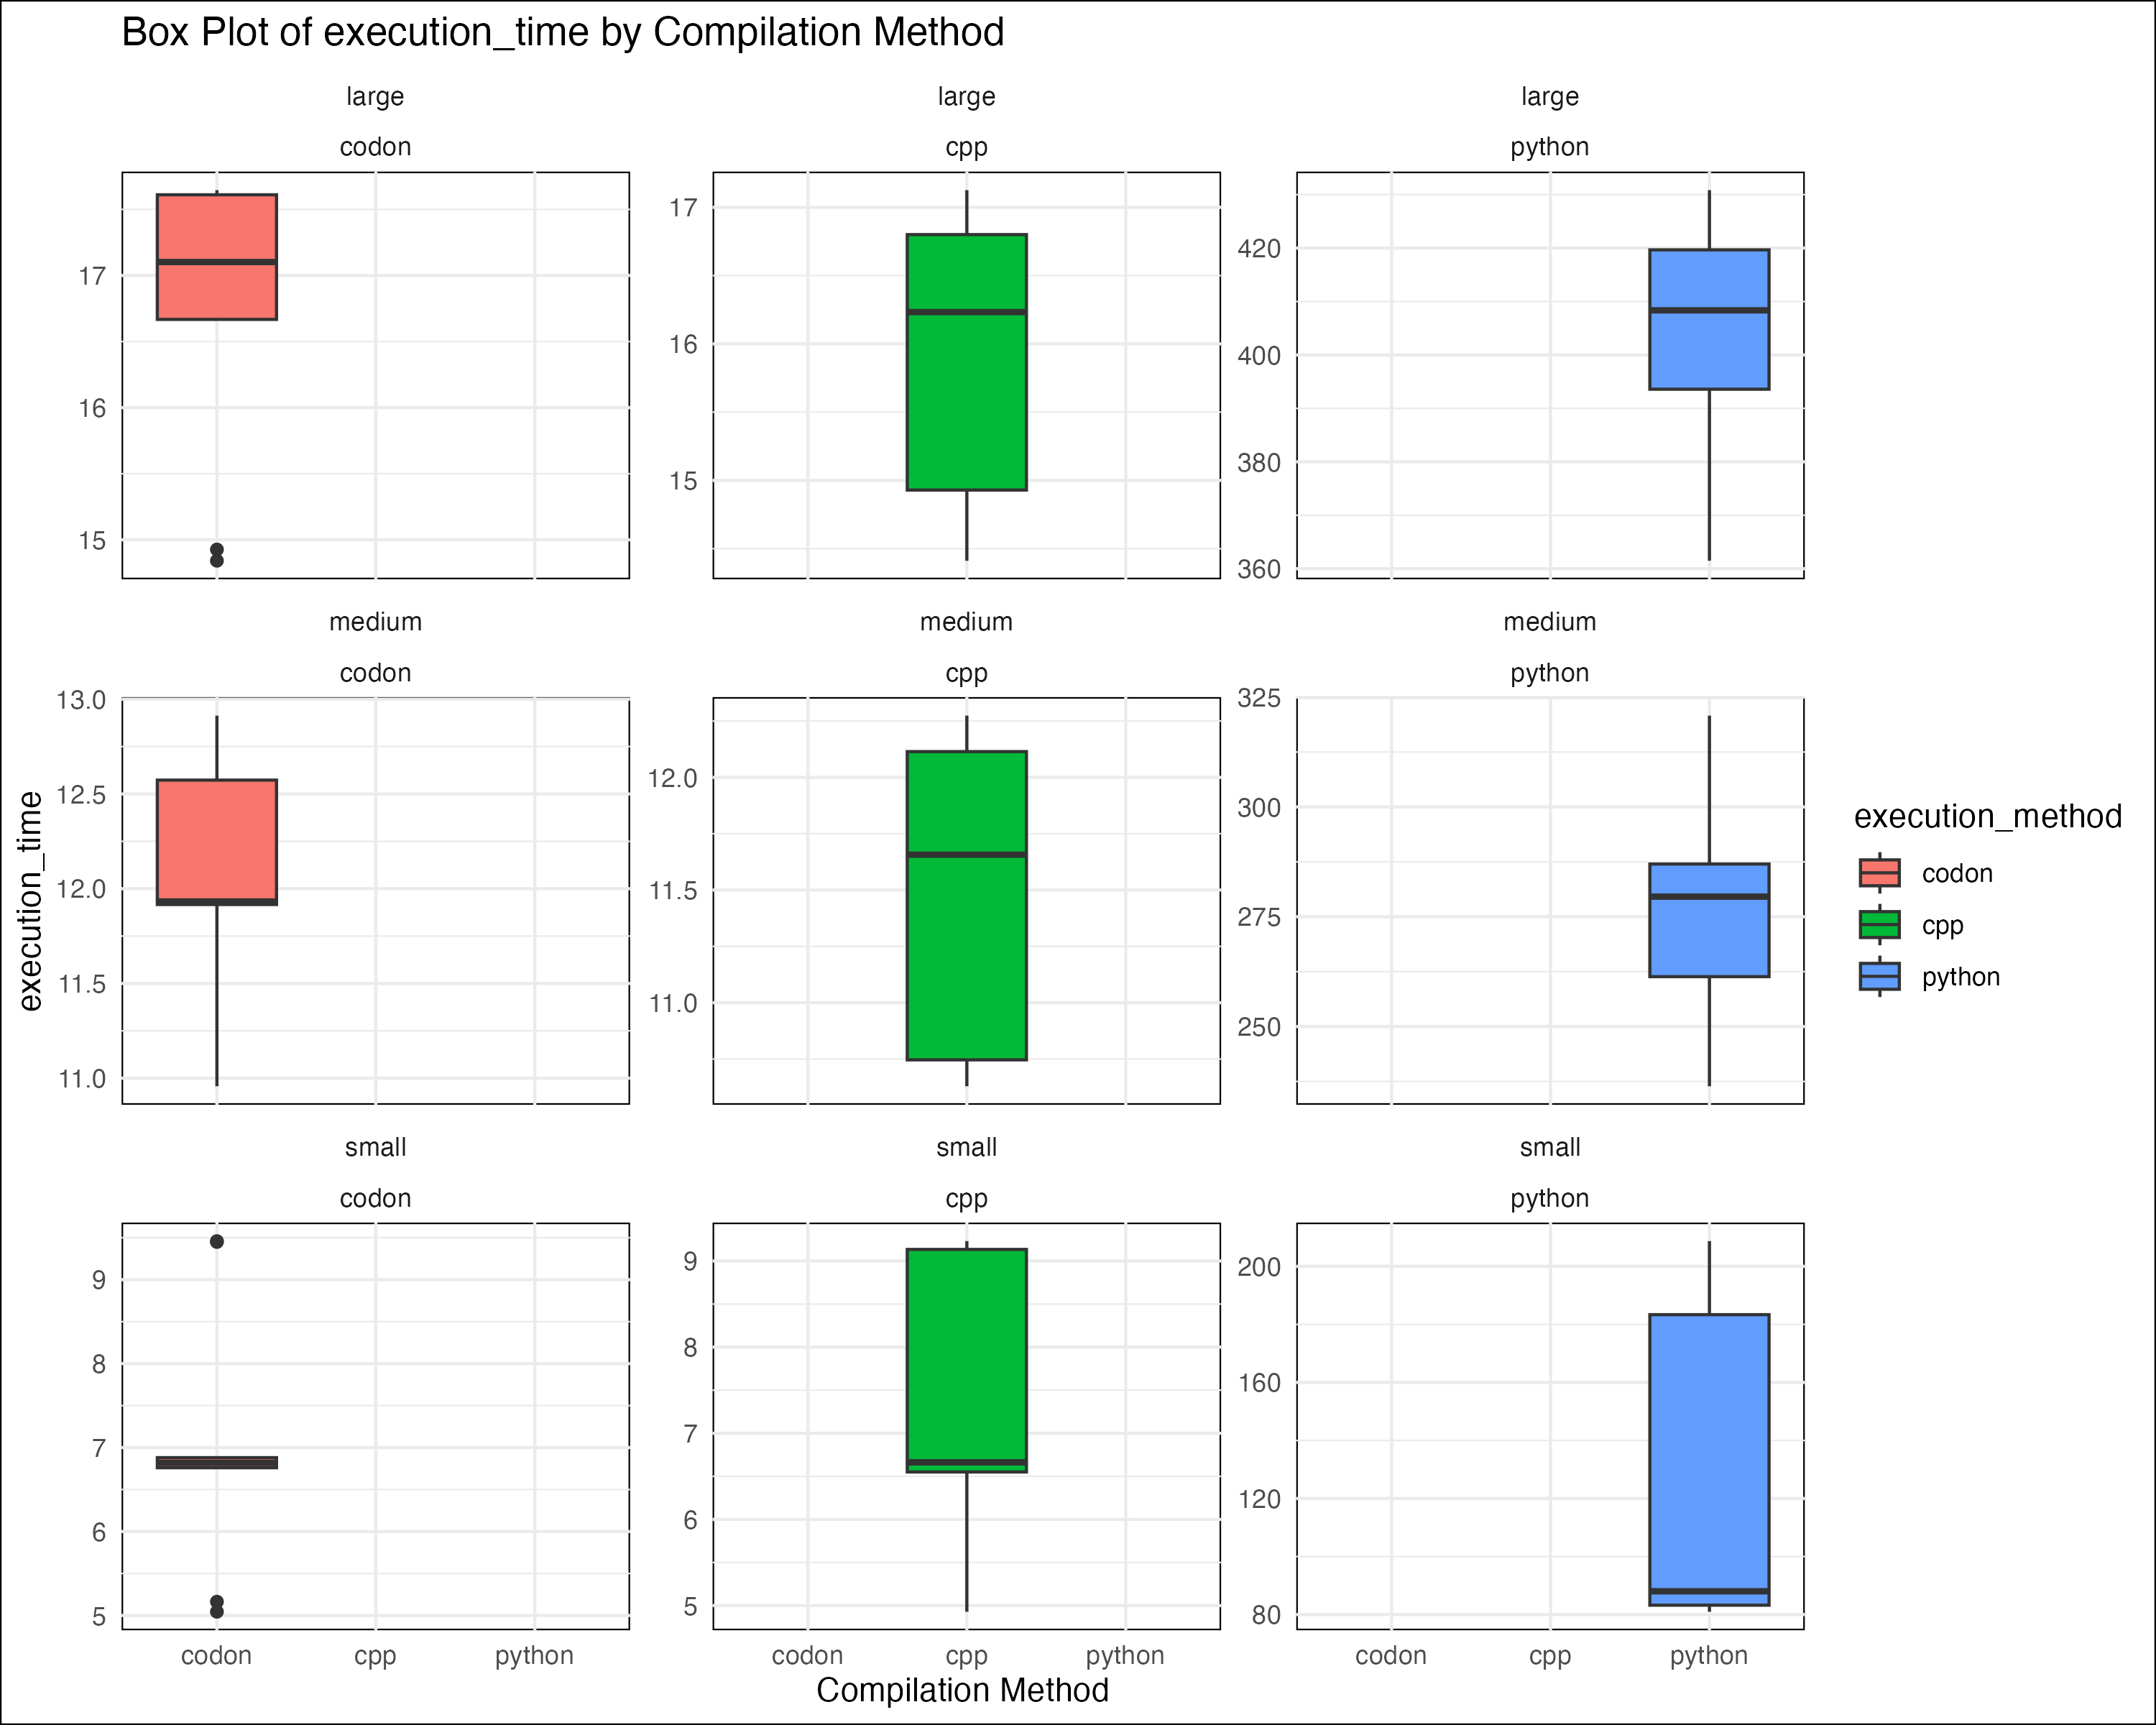 Box Plot of execution_time by Compilation Method
large
large
large
codon
cpp
python
17
16
15
17
16
15
420
400
380
360
medium
medium
medium
codon
cpp
python
13.0
12.5
12.0
11.5
11.0
12.0
11.5
11.0
325
300
275
250
small
small
small
codon
cpp
python
9
8
7
6
5
9
8
7
6
5
200
160
120
80
codon cpp python
codon cpp python
codon cpp python
Compilation Method
execution_time
execution_method
codon
cpp
python